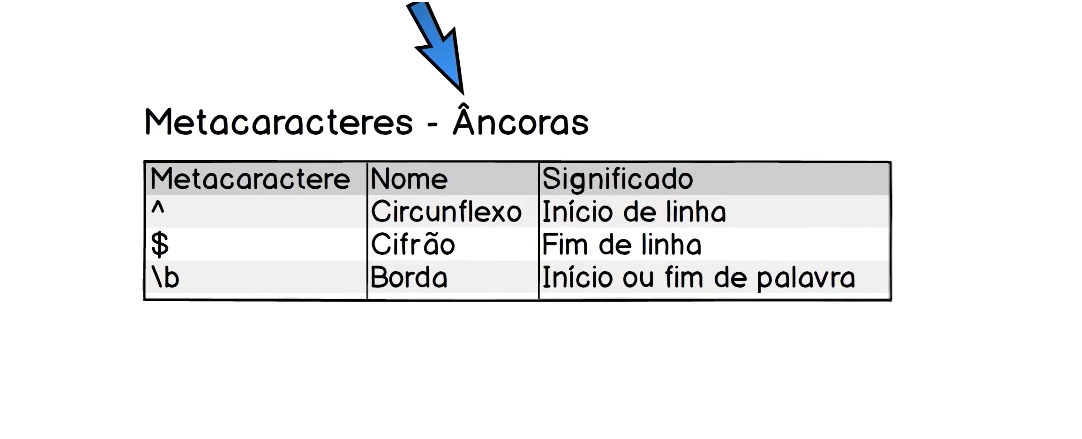 Metacaracteres - Âncoras
Metacaractere Nome Significado
^ Circunflexo Início de linha
$ Cifrão Fim de linha
\b Borda Início ou fim de palavra